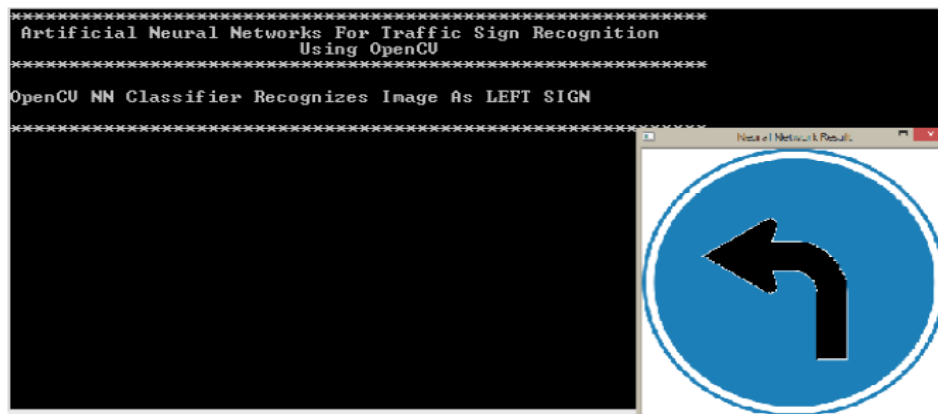 ************************************************************
Artificial Neural Networks For Traffic Sign Recognition
Using OpenCV
************************************************************
OpenCV NN Classifier Recognizes Image As LEFT SIGN
************************************************************
Neural Network Result